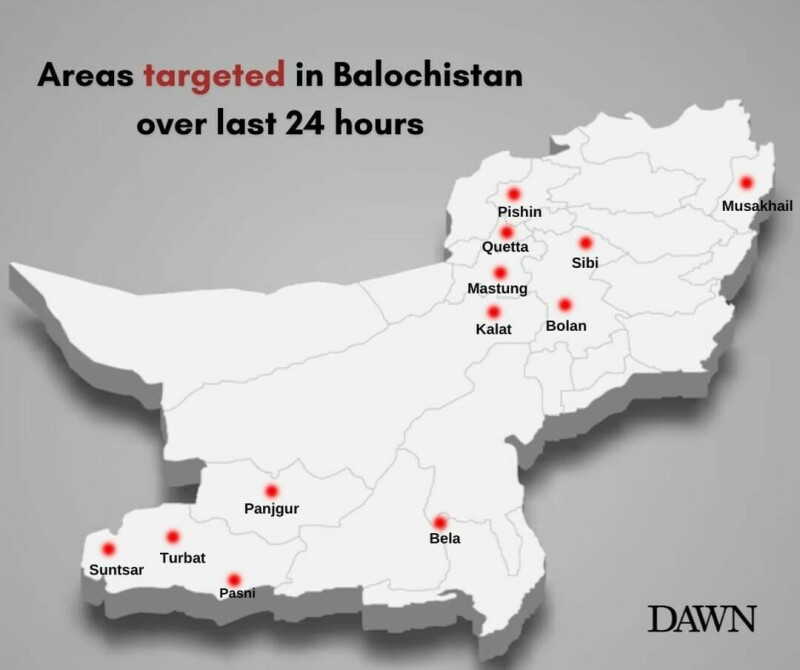 Areas targeted in Balochistan
over last 24 hours
Musakhail
Pishin
Quetta
Sibi
Mastung
Kalat
Bolan
Panjgur
Bela
Turbat
Suntsar
Pasni
DAWN